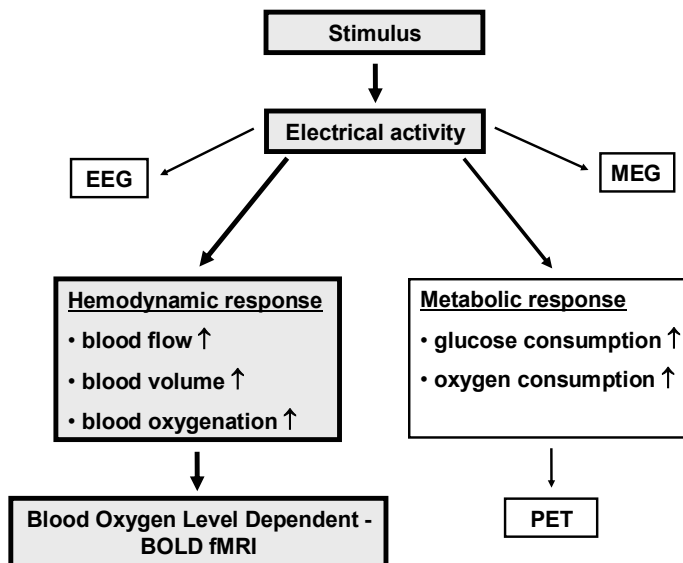 Stimulus
Electrical activity
EEG
MEG
Hemodynamic response
• blood flow ↑
• blood volume ↑
• blood oxygenation ↑
Metabolic response
• glucose consumption ↑
• oxygen consumption ↑
Blood Oxygen Level Dependent -
BOLD fMRI
PET